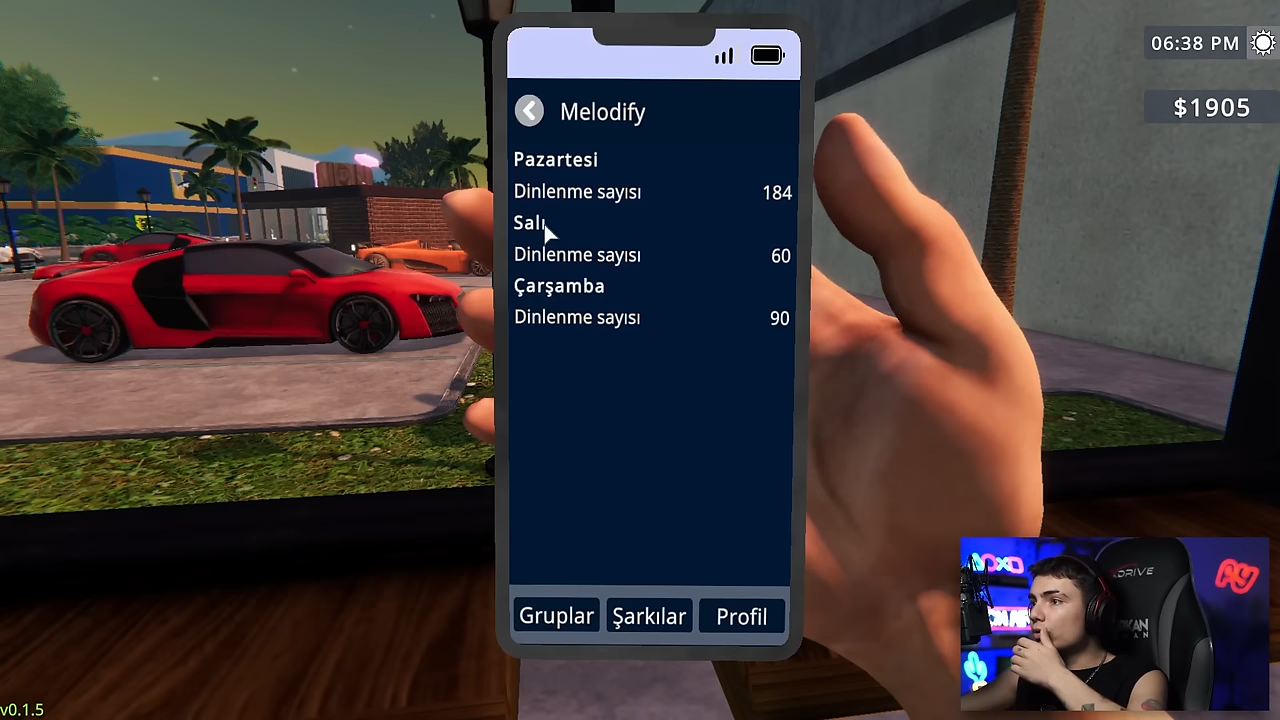 06:38 PM
$1905
Melodify
Pazartesi
Dinlenme sayısı 184
Salı
Dinlenme sayısı 60
Çarşamba
Dinlenme sayısı 90
Gruplar Şarkılar Profil
DRIVE
v0.1.5